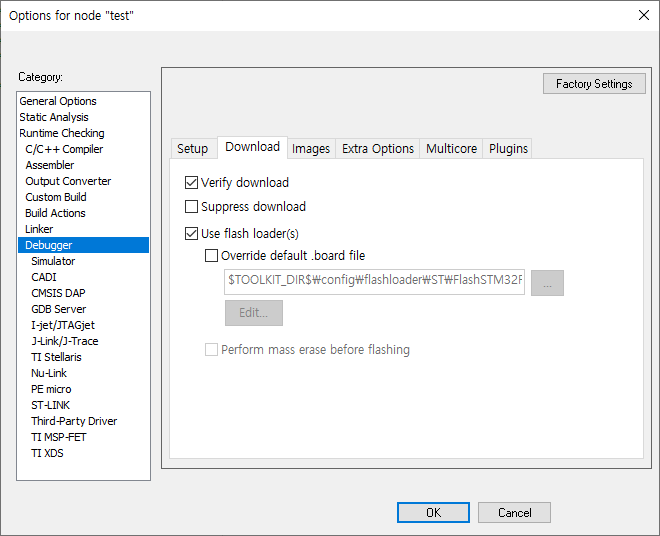 Options for node "test"
Category:
Factory Settings
General Options
Static Analysis
Runtime Checking
C/C++ Compiler
Assembler
Output Converter
Custom Build
Build Actions
Linker
Debugger
Simulator
CADI
CMSIS DAP
GDB Server
I-jet/JTAGjet
J-Link/J-Trace
TI Stellaris
Nu-Link
PE micro
ST-LINK
Third-Party Driver
TI MSP-FET
TI XDS
Setup Download Images Extra Options Multicore Plugins
Verify download
Suppress download
Use flash loader(s)
Override default .board file
$TOOLKIT_DIR$₩config₩flashloader₩ST₩FlashSTM32F
...
Edit...
Perform mass erase before flashing
OK Cancel